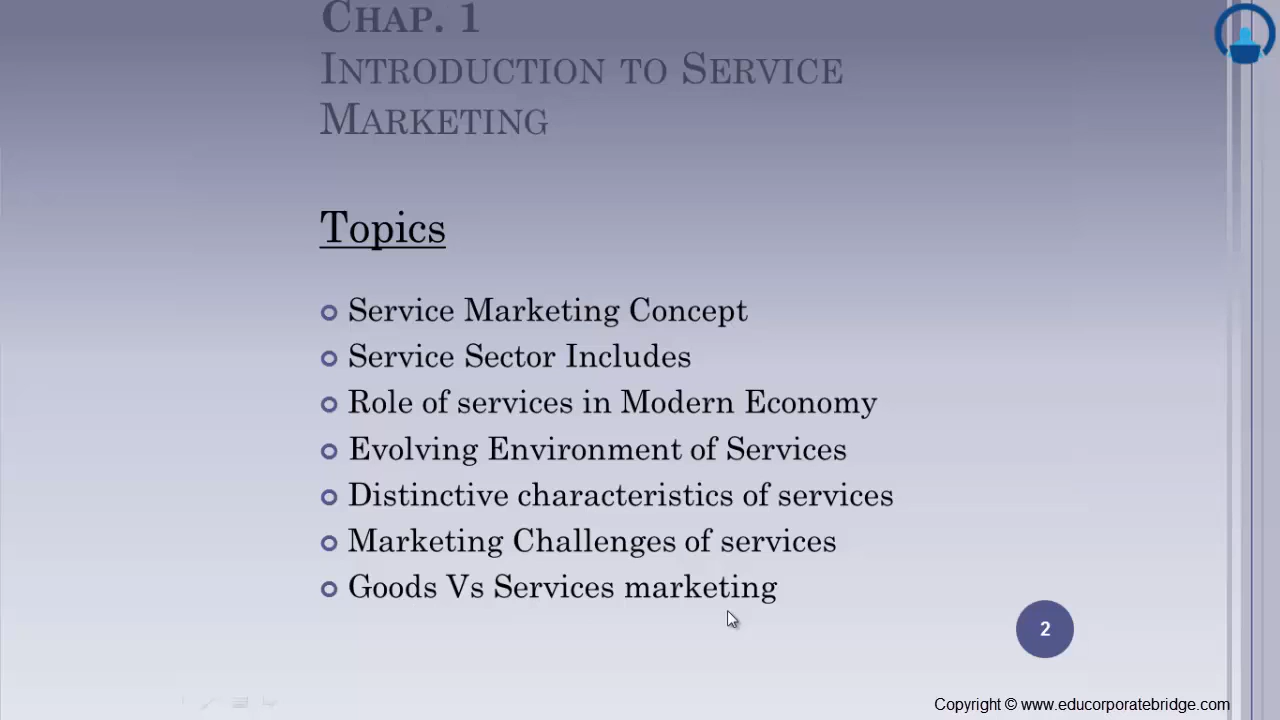 CHAP. 1
INTRODUCTION TO SERVICE
MARKETING
Topics
Service Marketing Concept
Service Sector Includes
Role of services in Modern Economy
Evolving Environment of Services
Distinctive characteristics of services
Marketing Challenges of services
Goods Vs Services marketing
2
Copyright © www.educorporatebridge.com